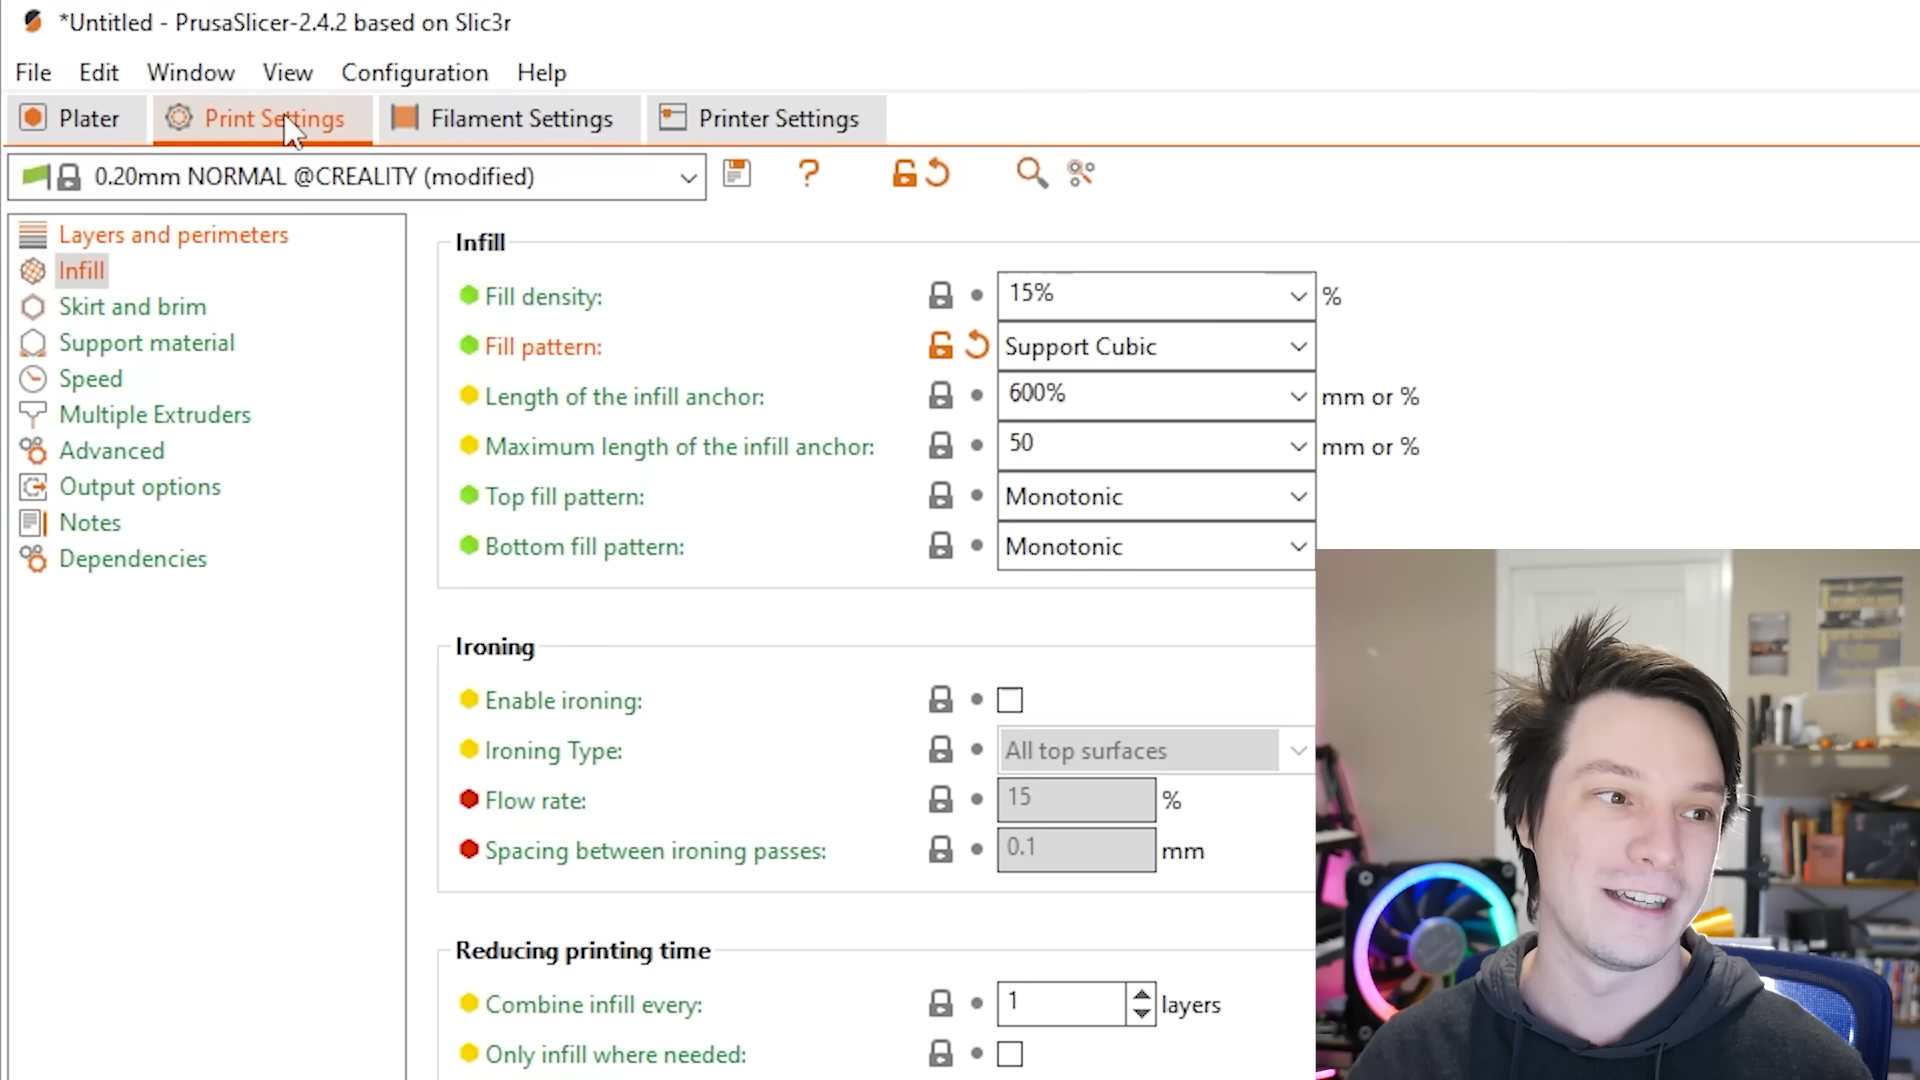 *Untitled - PrusaSlicer-2.4.2 based on Slic3r
File Edit Window View Configuration Help
Plater Print Settings Filament Settings Printer Settings
0.20mm NORMAL @CREALITY (modified) ?
Layers and perimeters
Infill
Skirt and brim
Support material
Speed
Multiple Extruders
Advanced
Output options
Notes
Dependencies
Infill
Fill density: 15% %
Fill pattern: Support Cubic
Length of the infill anchor: 600% mm or %
Maximum length of the infill anchor: 50 mm or %
Top fill pattern: Monotonic
Bottom fill pattern: Monotonic
Ironing
Enable ironing:
Ironing Type: All top surfaces
Flow rate: 15 %
Spacing between ironing passes: 0.1 mm
Reducing printing time
Combine infill every: 1 layers
Only infill where needed: